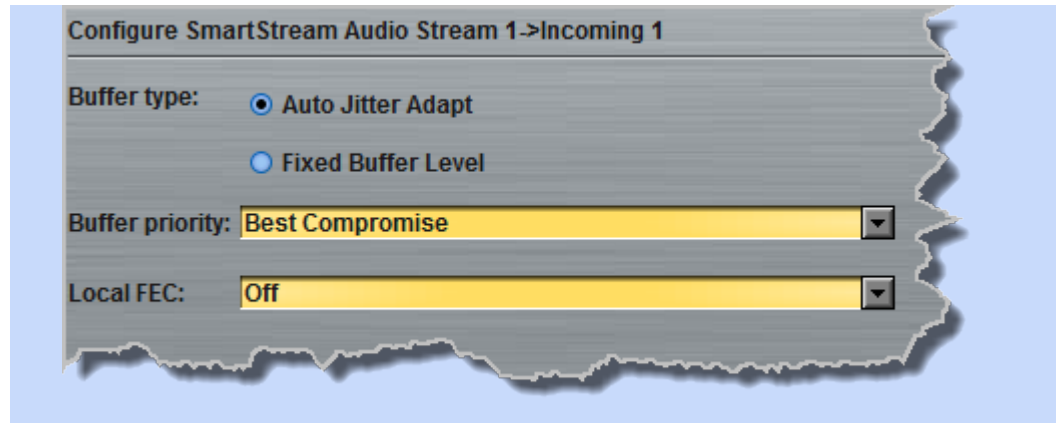 Configure SmartStream Audio Stream 1->Incoming 1
Buffer type:
Auto Jitter Adapt
Fixed Buffer Level
Buffer priority: Best Compromise
Local FEC: Off